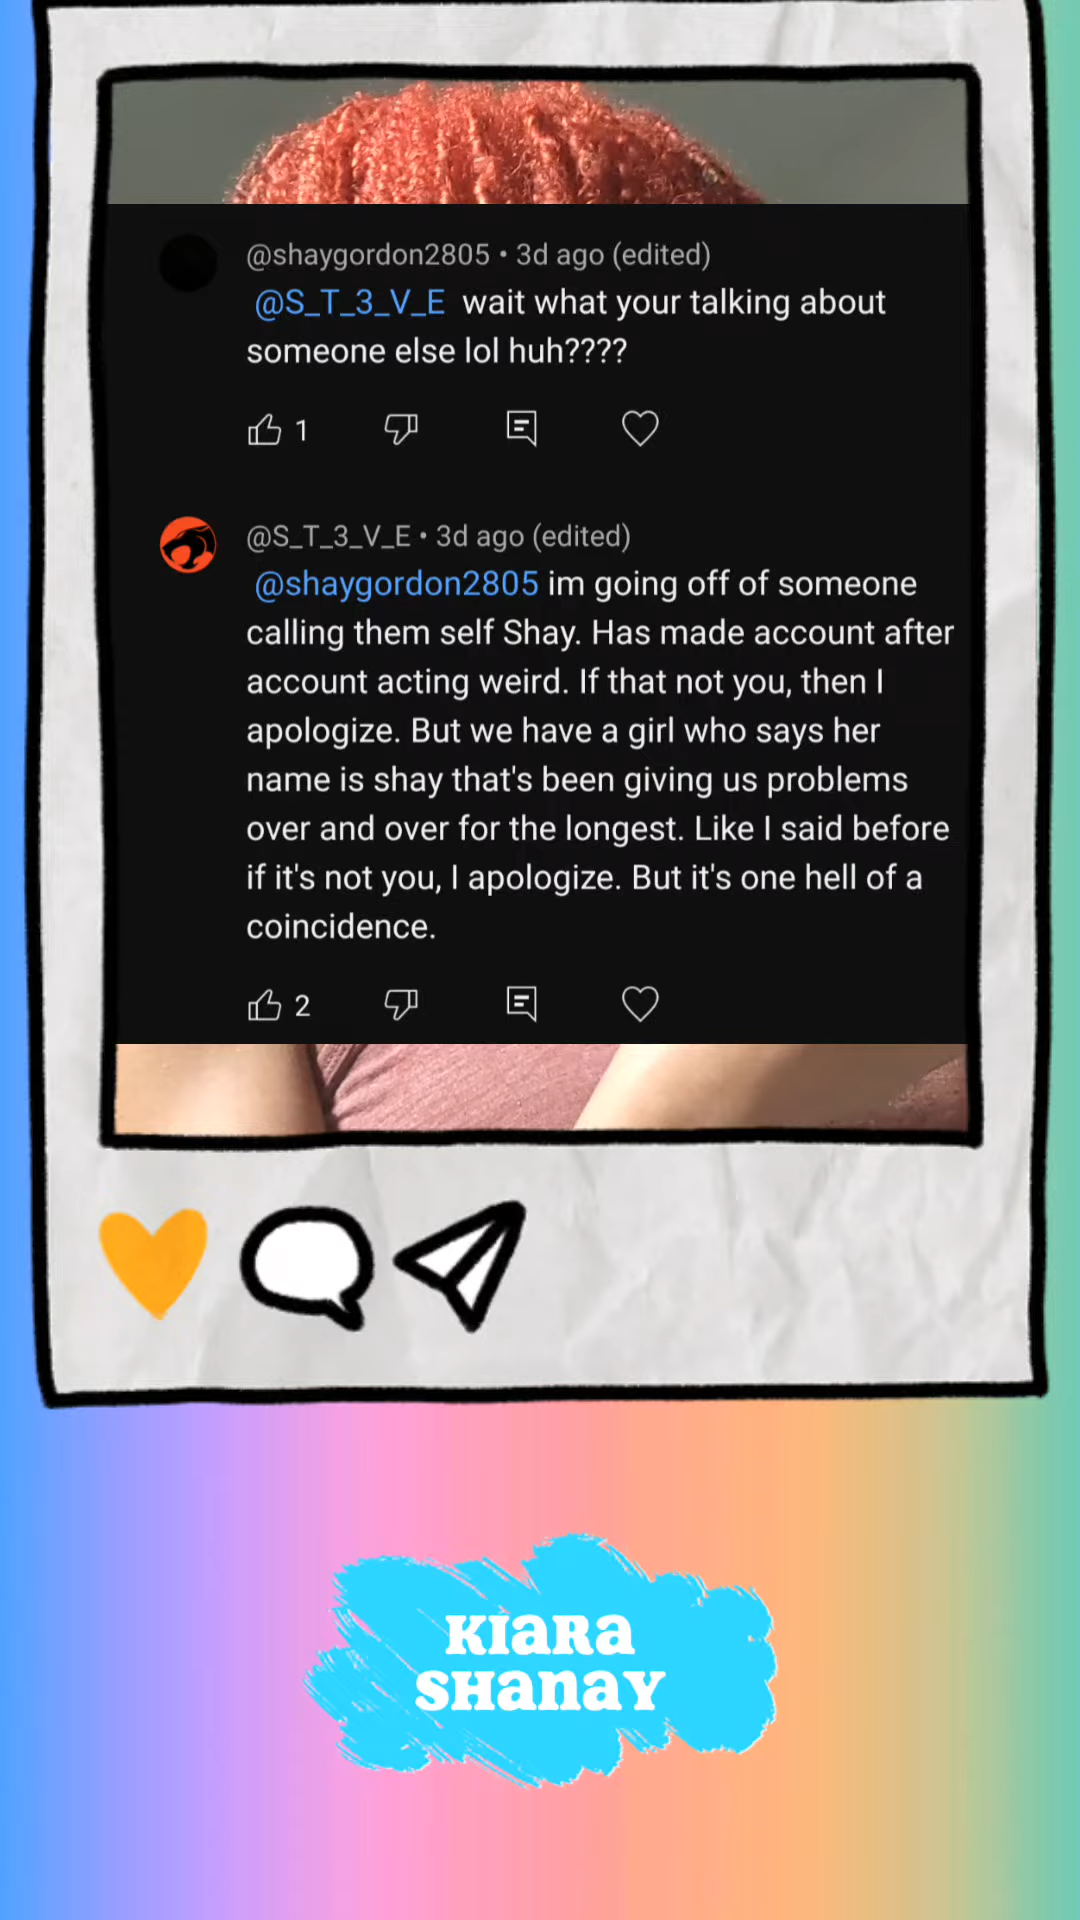 @shaygordon2805 • 3d ago (edited)
@S_T_3_V_E wait what your talking about
someone else lol huh????
1
@S_T_3_V_E • 3d ago (edited)
@shaygordon2805 im going off of someone
calling them self Shay. Has made account after
account acting weird. If that not you, then I
apologize. But we have a girl who says her
name is shay that's been giving us problems
over and over for the longest. Like I said before
if it's not you, I apologize. But it's one hell of a
coincidence.
2
KIARA
SHANAY